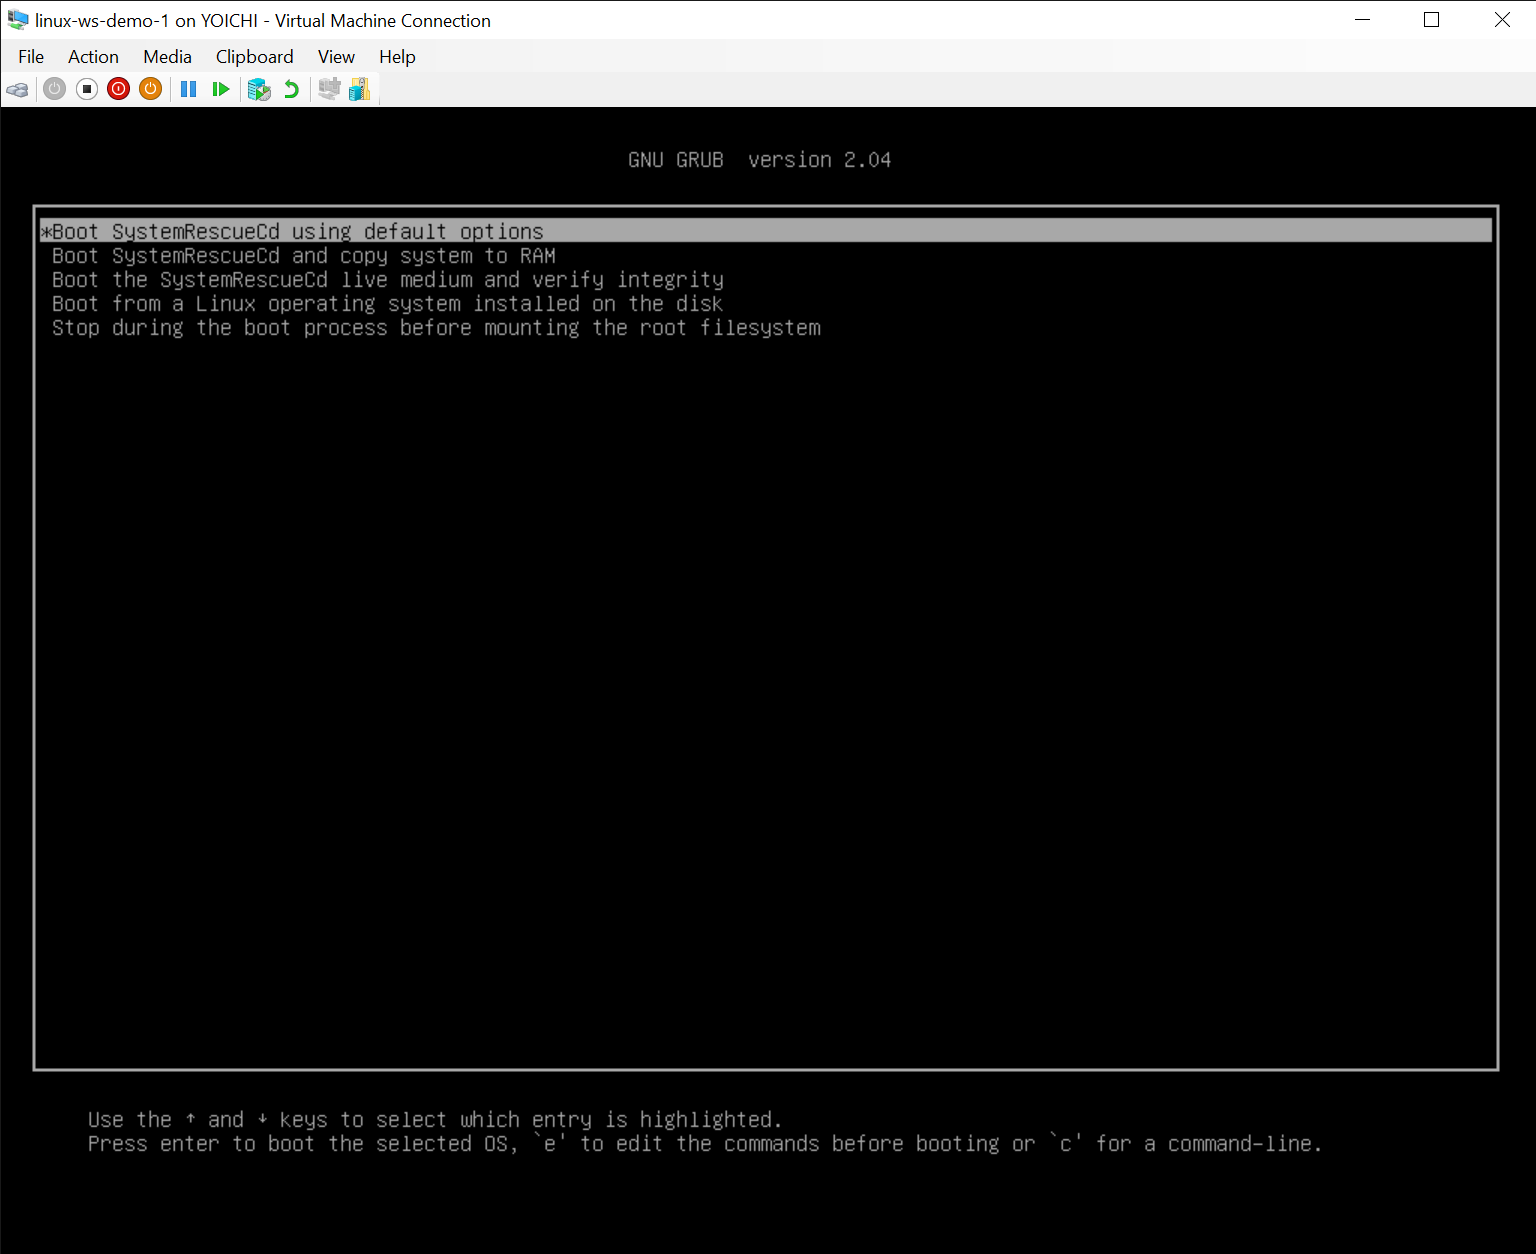 linux-ws-demo-1 on YOICHI - Virtual Machine Connection
File Action Media Clipboard View Help
GNU GRUB  version 2.04
*Boot SystemRescueCd using default options
Boot SystemRescueCd and copy system to RAM
Boot the SystemRescueCd live medium and verify integrity
Boot from a Linux operating system installed on the disk
Stop during the boot process before mounting the root filesystem
Use the ↑ and ↓ keys to select which entry is highlighted.
Press enter to boot the selected OS, `e' to edit the commands before booting or `c' for a command-line.